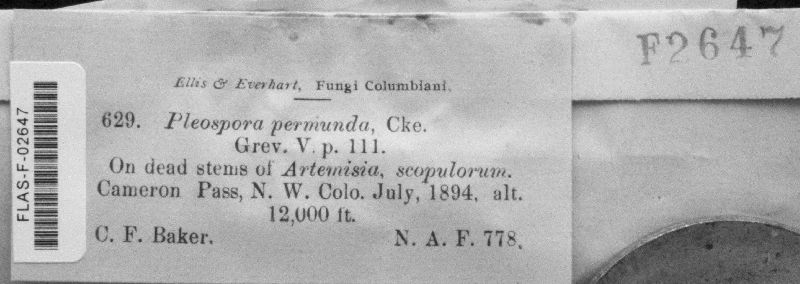 F2647
Ellis & Everhart, Fungi Columbiani.
629. Pleospora permunda, Cke.
Grev. V. p. 111.
On dead stems of Artemisia, scopulorum.
Cameron Pass, N. W. Colo. July, 1894, alt.
12,000 ft.
C. F. Baker. N. A. F. 778.
FLAS-F-02647